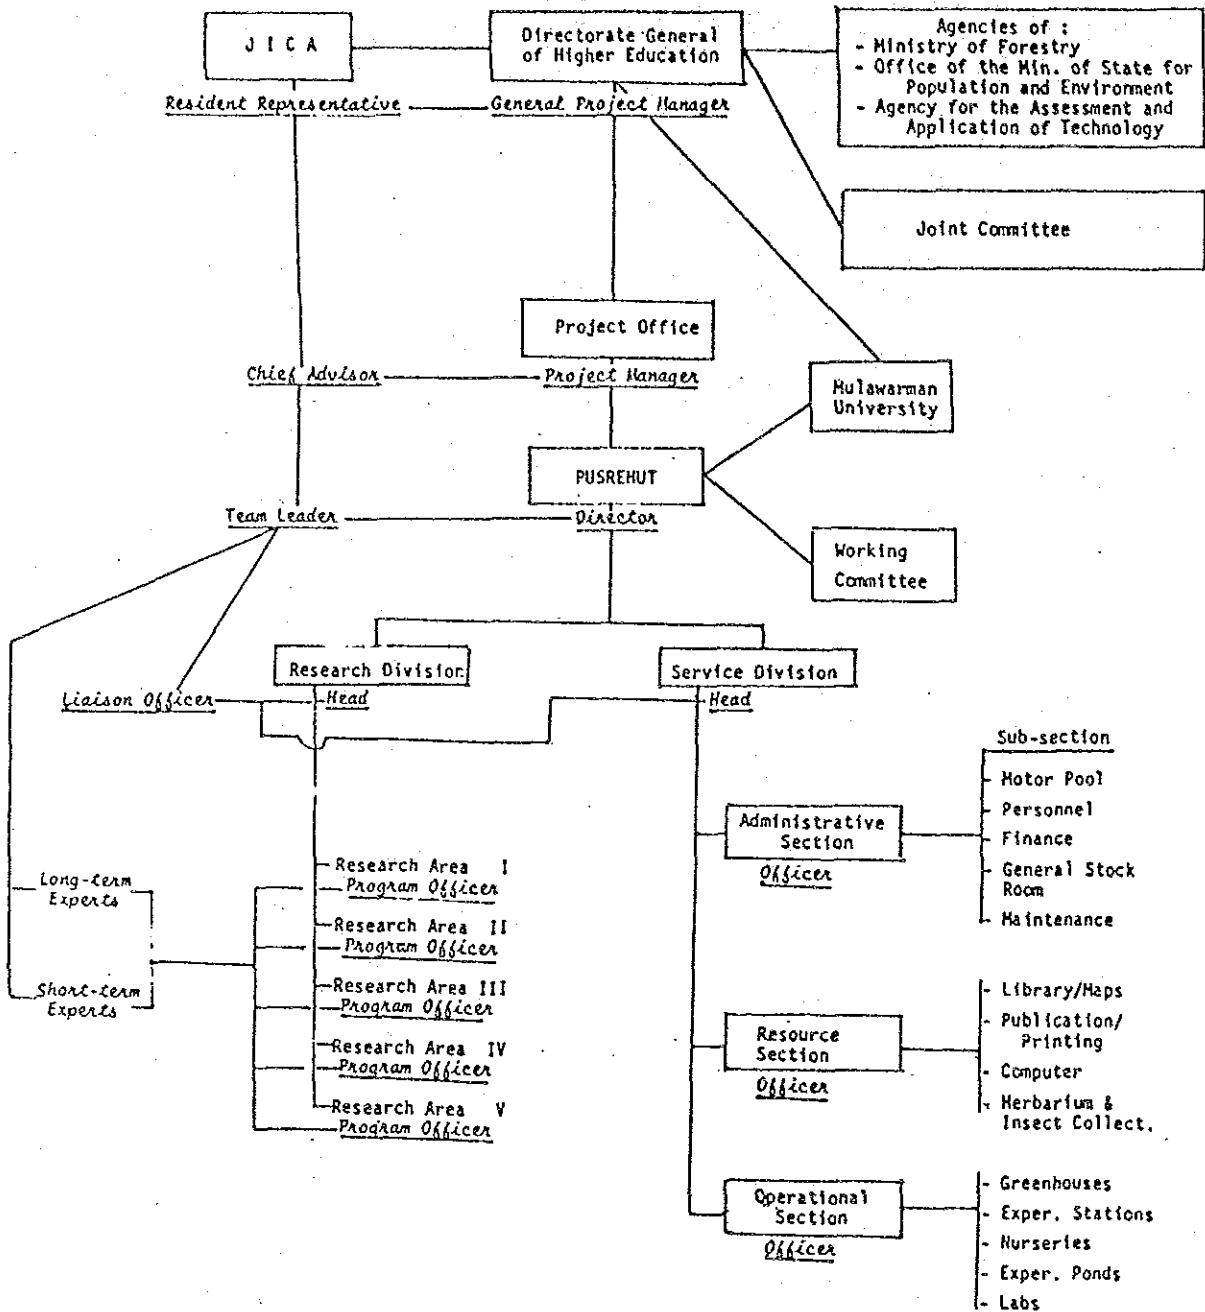 J I C A
Directorate General
of Higher Education
Agencies of :
- Ministry of Forestry
- Office of the Min. of State for
Population and Environment
- Agency for the Assessment and
Application of Technology
Resident Representative
General Project Manager
Joint Committee
Project Office
Chief Advisor
Project Manager
Mulawarman
University
PUSREHUT
Team Leader
Director
Working
Committee
Research Division
Service Division
Liaison Officer
Head
Head
Sub-section
- Motor Pool
- Personnel
- Finance
- General Stock
Room
- Maintenance
Administrative
Section
Officer
Long-term
Experts
Short-term
Experts
Research Area I
Program Officer
Research Area II
Program Officer
Research Area III
Program Officer
Research Area IV
Program Officer
Research Area V
Program Officer
Resource
Section
Officer
- Library/Maps
- Publication/
Printing
- Computer
- Herbarium &
Insect Collect.
Operational
Section
Officer
- Greenhouses
- Exper. Stations
- Nurseries
- Exper. Ponds
- Labs